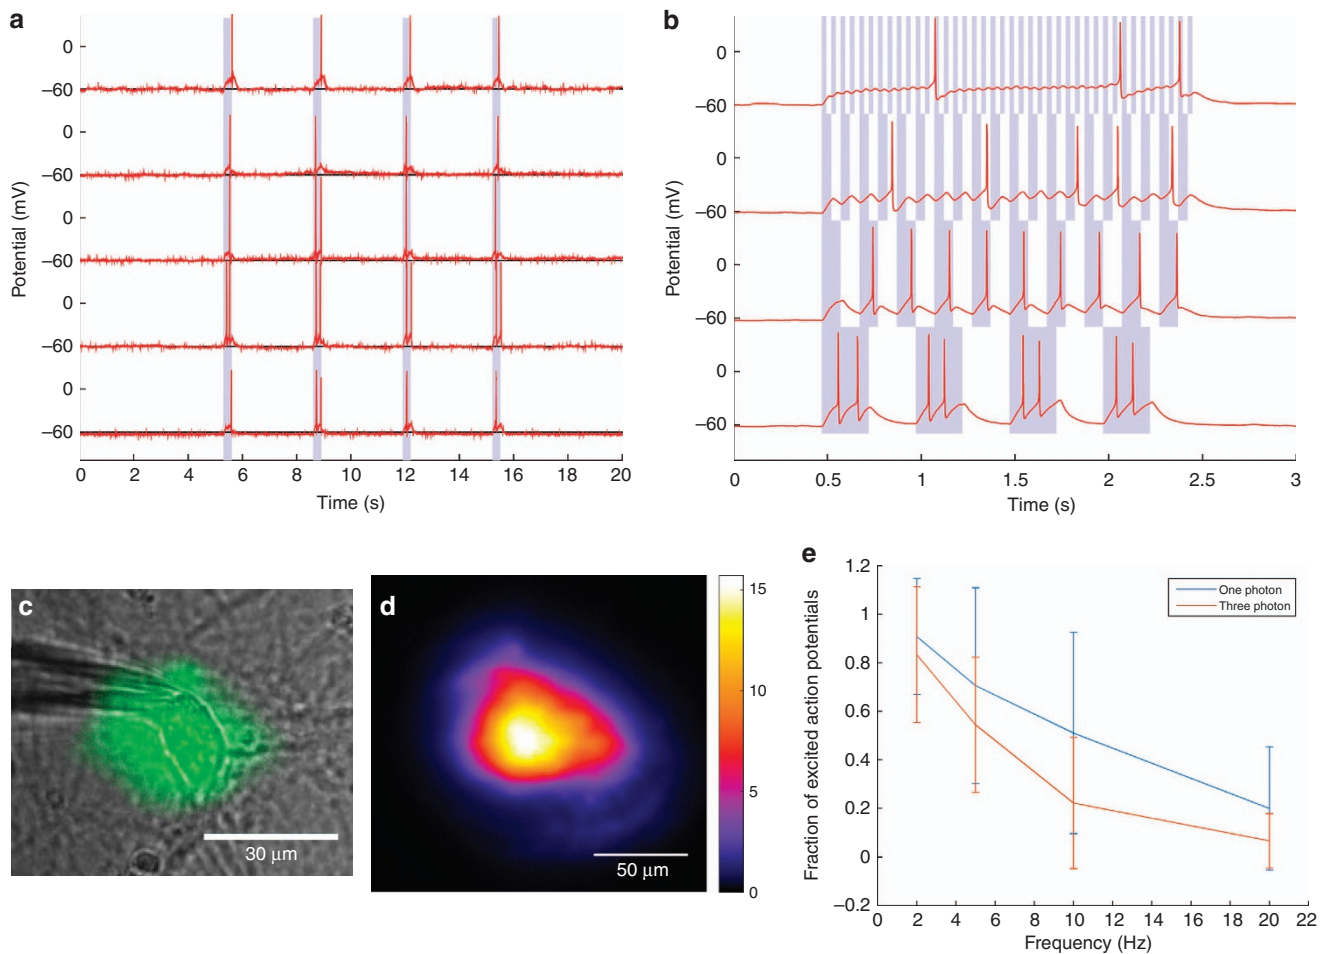 a
0
–60
0
–60
0
–60
0
–60
0
–60
Potential (mV)
0 2 4 6 8 10 12 14 16 18 20
Time (s)
b
0
–60
0
–60
0
–60
0
–60
Potential (mV)
0 0.5 1 1.5 2 2.5 3
Time (s)
c
30 μm
d
50 μm
15
10
5
0
e
1.2
1
0.8
0.6
0.4
0.2
0
–0.2
Fraction of excited action potentials
One photon
Three photon
0 2 4 6 8 10 12 14 16 18 20 22
Frequency (Hz)